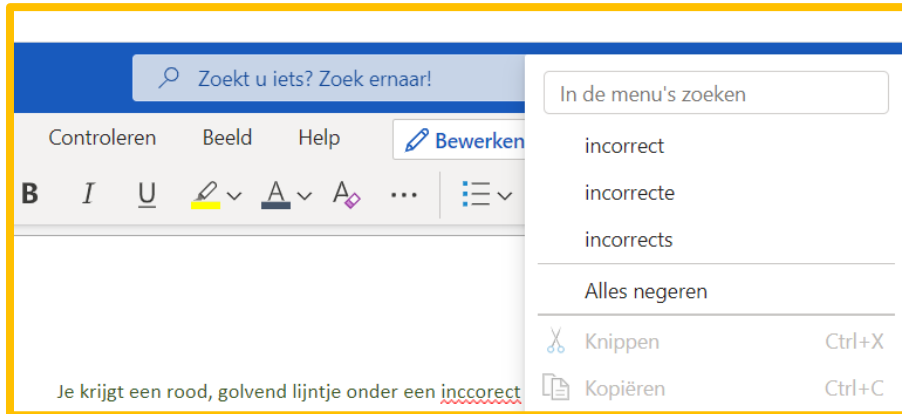 Zoekt u iets? Zoek ernaar!
In de menu's zoeken
Controleren Beeld Help Bewerken
incorrect
B I U A A ...
incorrecte
incorrects
Alles negeren
Knippen Ctrl+X
Je krijgt een rood, golvend lijntje onder een inccorect
Kopiëren Ctrl+C